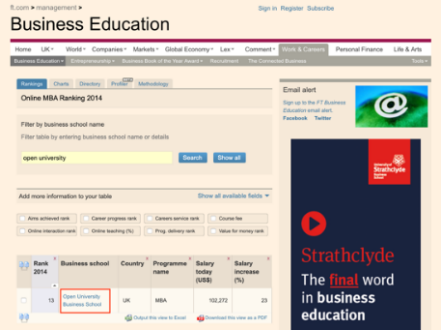 ft.com > management >
Business Education
Sign in Register Subscribe
Home UK World Companies Markets Global Economy Lex Comment Work & Careers Personal Finance Life & Arts
Business Education Entrepreneurship Business Book of the Year Award Recruitment The Connected Business Tools
Rankings Charts Directory Profiler Methodology
Online MBA Ranking 2014
Filter by business school name
Filter table by entering business school name or details
open university
Search Show all
Add more information to your table
Show all available fields
Aims achieved rank Career progress rank Careers service rank Course fee
Online interaction rank Online teaching (%) Prog. delivery rank Value for money rank
Rank 2014 Business school Country Programme name Salary today (US$) Salary increase (%)
13 Open University Business School UK MBA 102,272 23
Output this view to Excel Download this view as a PDF
Email alert
Sign up to the FT Business
Education email alert.
Facebook Twitter
@
Strathclyde
Business
School
Strathclyde
The final word
in business
education